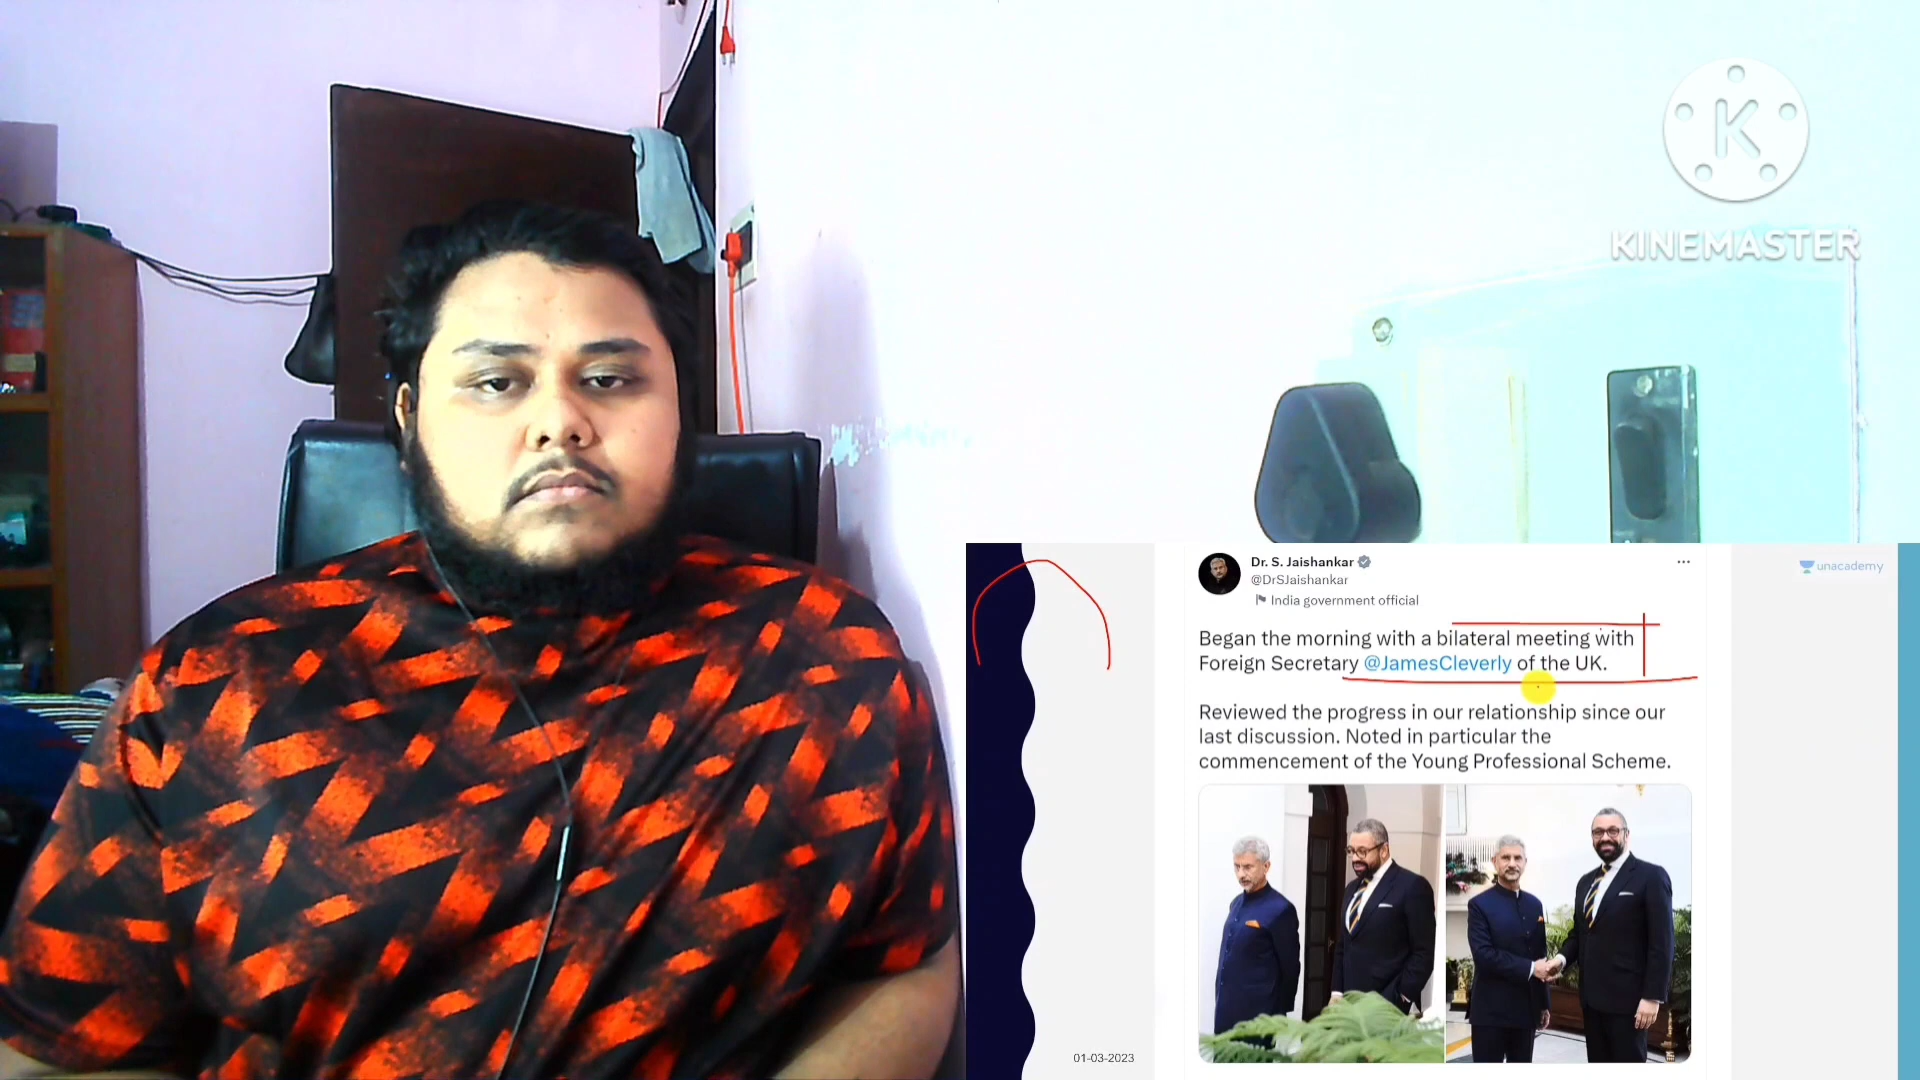 K
KINEMASTER
Dr. S. Jaishankar
@DrSJaishankar
India government official
unacademy
Began the morning with a bilateral meeting with
Foreign Secretary @JamesCleverly of the UK.
Reviewed the progress in our relationship since our
last discussion. Noted in particular the
commencement of the Young Professional Scheme.
01-03-2023